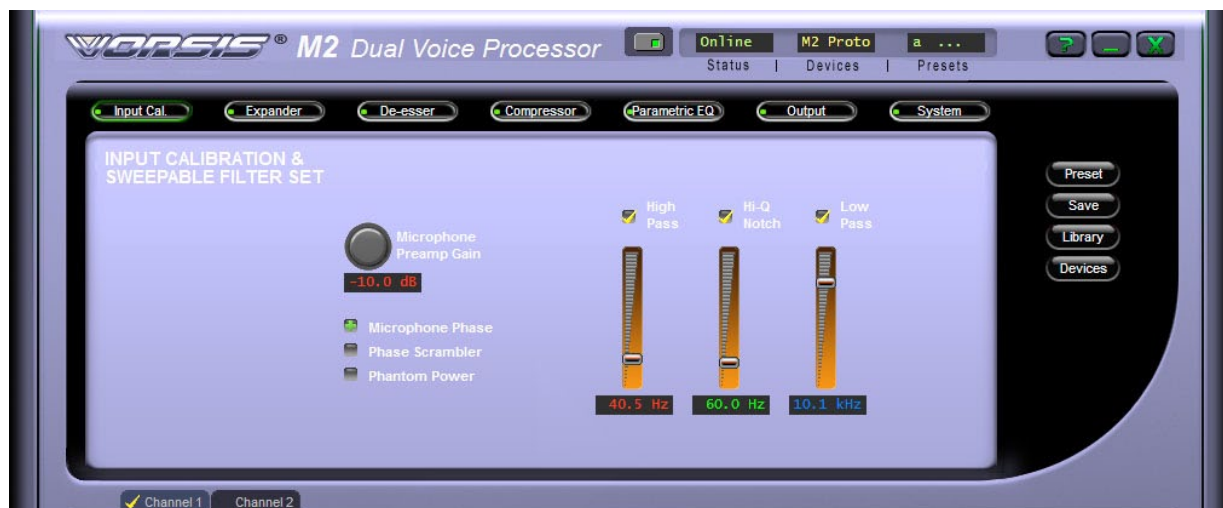 VORSIS® M2 Dual Voice Processor
Online M2 Proto a ...
Status | Devices | Presets
? _ X
Input Cal. Expander De-esser Compressor Parametric EQ Output System
INPUT CALIBRATION &
SWEEPABLE FILTER SET
Preset
Save
Library
Devices
High Pass
Hi-Q Notch
Low Pass
Microphone
Preamp Gain
-10.0 dB
Microphone Phase
Phase Scrambler
Phantom Power
40.5 Hz 60.0 Hz 10.1 kHz
Channel 1 Channel 2